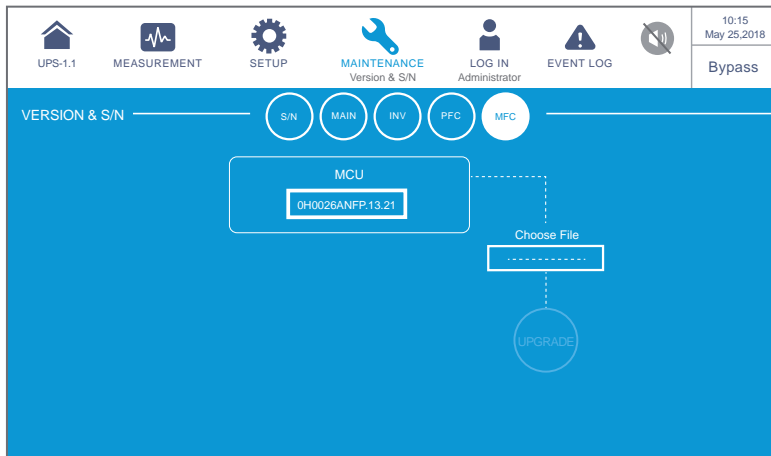 10:15
May 25,2018
UPS-1.1
MEASUREMENT
SETUP
MAINTENANCE
Version & S/N
LOG IN
Administrator
EVENT LOG
Bypass
VERSION & S/N
S/N
MAIN
INV
PFC
MFC
MCU
0H0026ANFP.13.21
Choose File
UPGRADE